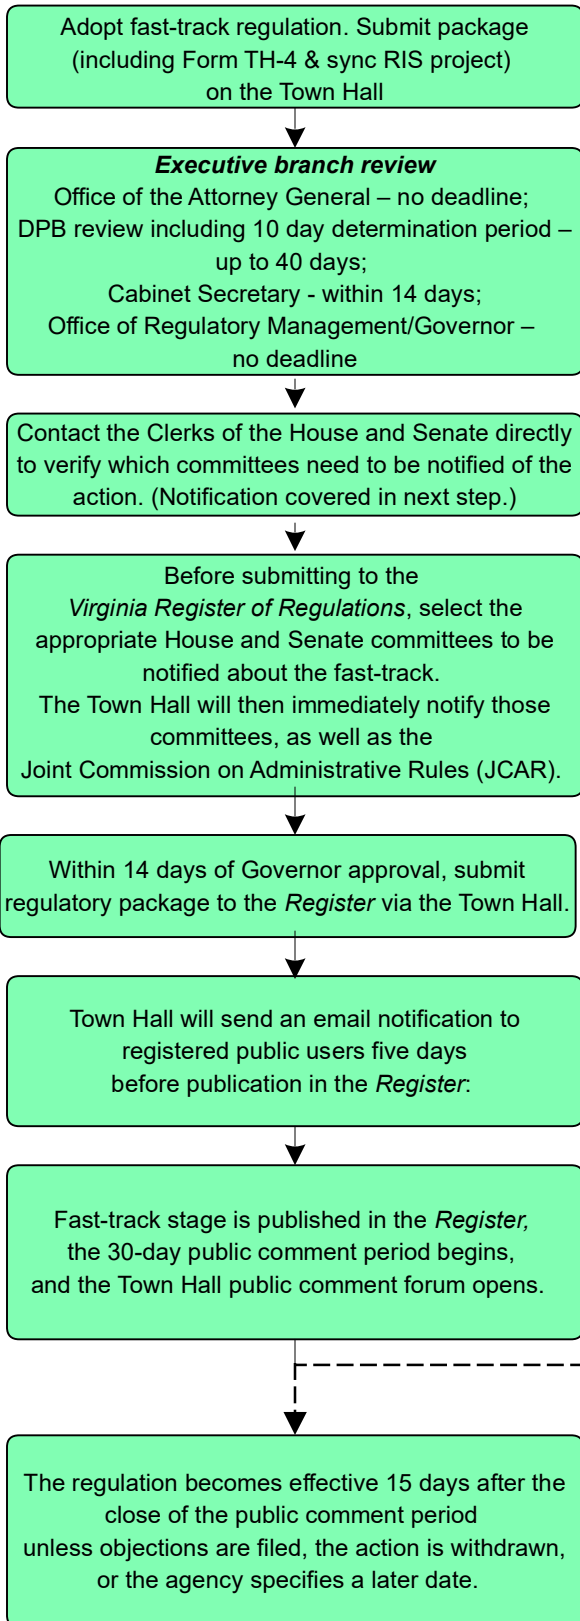 Adopt fast-track regulation. Submit package
(including Form TH-4 & sync RIS project)
on the Town Hall
Executive branch review
Office of the Attorney General – no deadline;
DPB review including 10 day determination period –
up to 40 days;
Cabinet Secretary - within 14 days;
Office of Regulatory Management/Governor –
no deadline
Contact the Clerks of the House and Senate directly
to verify which committees need to be notified of the
action. (Notification covered in next step.)
Before submitting to the
Virginia Register of Regulations, select the
appropriate House and Senate committees to be
notified about the fast-track.
The Town Hall will then immediately notify those
committees, as well as the
Joint Commission on Administrative Rules (JCAR).
Within 14 days of Governor approval, submit
regulatory package to the Register via the Town Hall.
Town Hall will send an email notification to
registered public users five days
before publication in the Register:
Fast-track stage is published in the Register,
the 30-day public comment period begins,
and the Town Hall public comment forum opens.
The regulation becomes effective 15 days after the
close of the public comment period
unless objections are filed, the action is withdrawn,
or the agency specifies a later date.